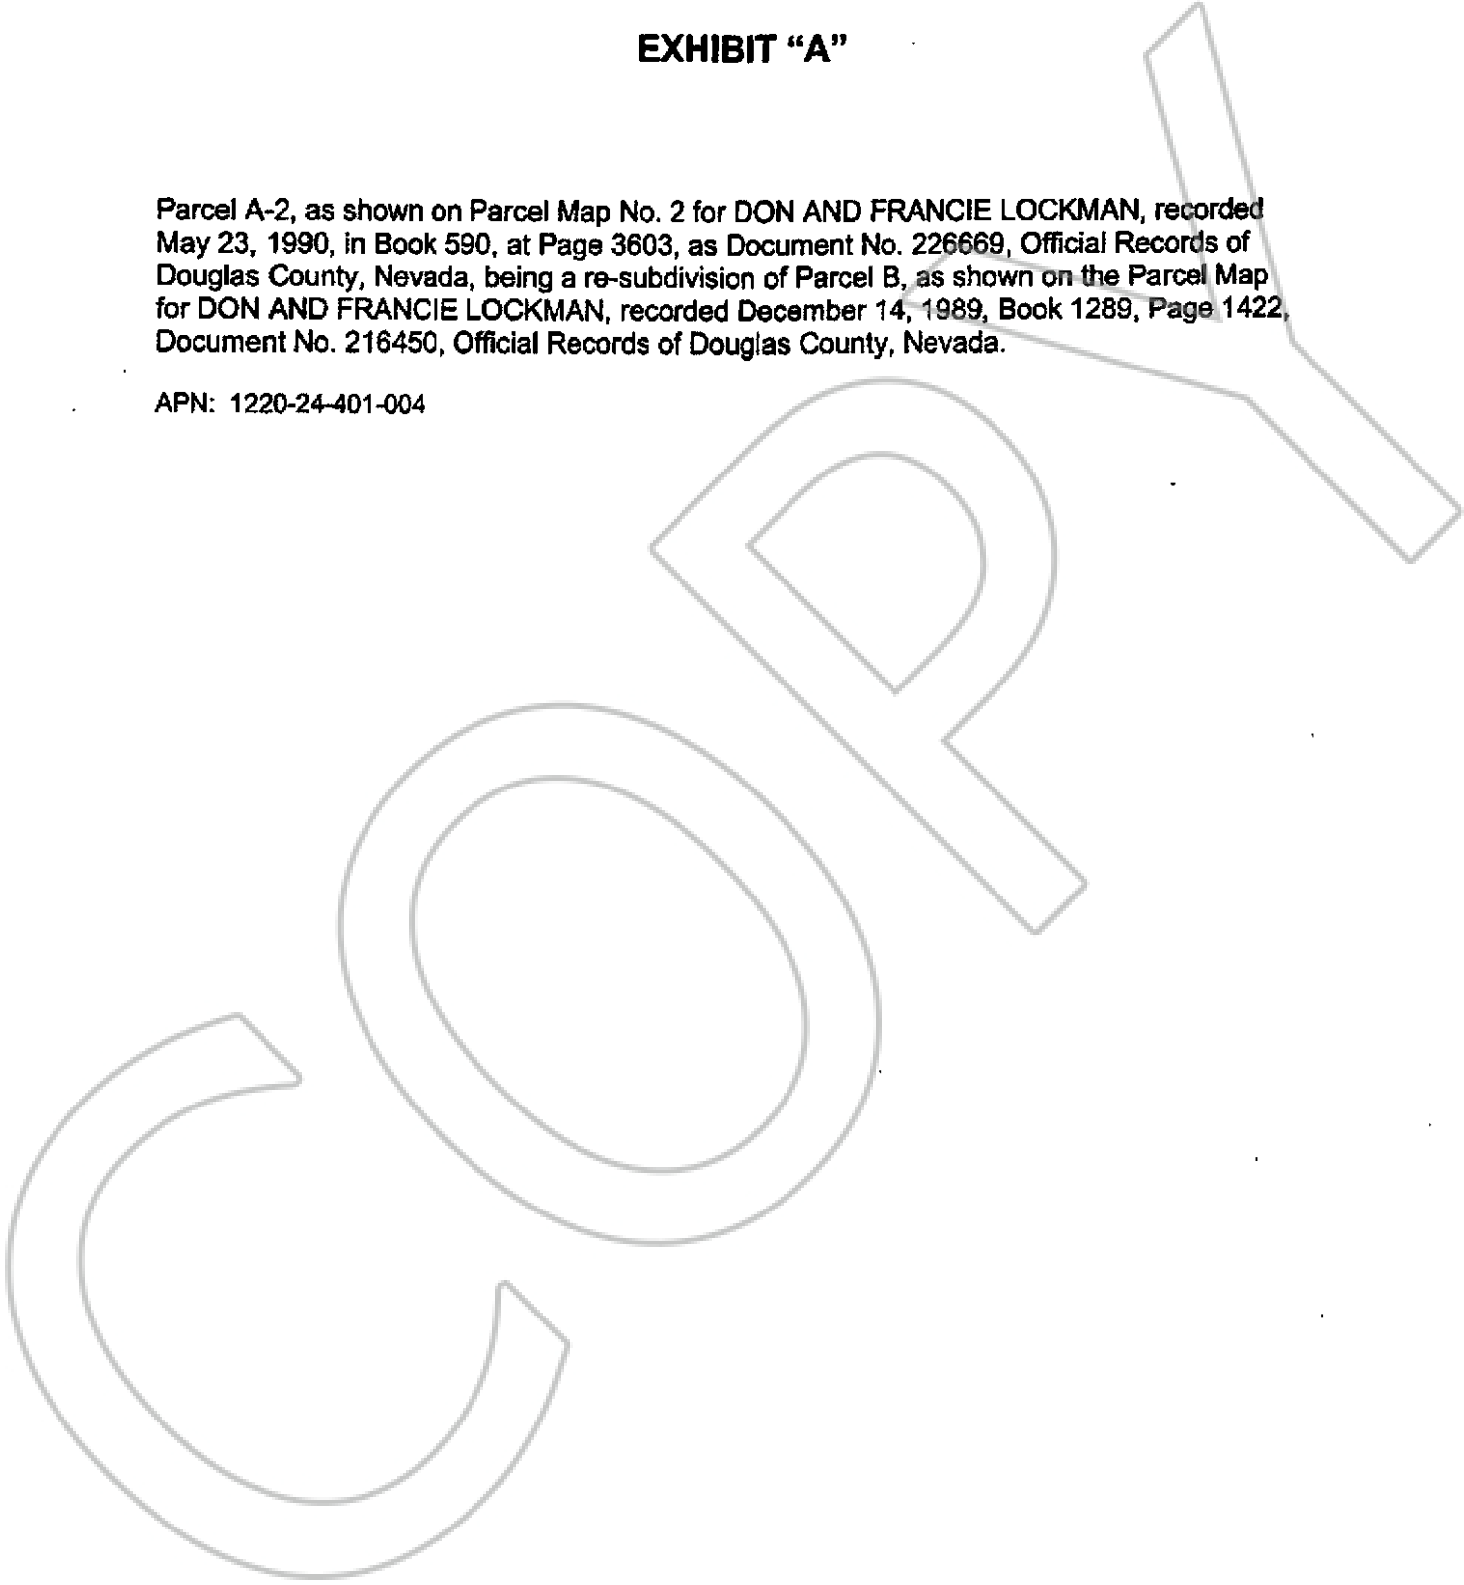 EXHIBIT “A”
Parcel A-2, as shown on Parcel Map No. 2 for DON AND FRANCIE LOCKMAN, recorded
May 23, 1990, in Book 590, at Page 3603, as Document No. 226669, Official Records of
Douglas County, Nevada, being a re-subdivision of Parcel B, as shown on the Parcel Map
for DON AND FRANCIE LOCKMAN, recorded December 14, 1989, Book 1289, Page 1422,
Document No. 216450, Official Records of Douglas County, Nevada.
APN: 1220-24-401-004
COPY